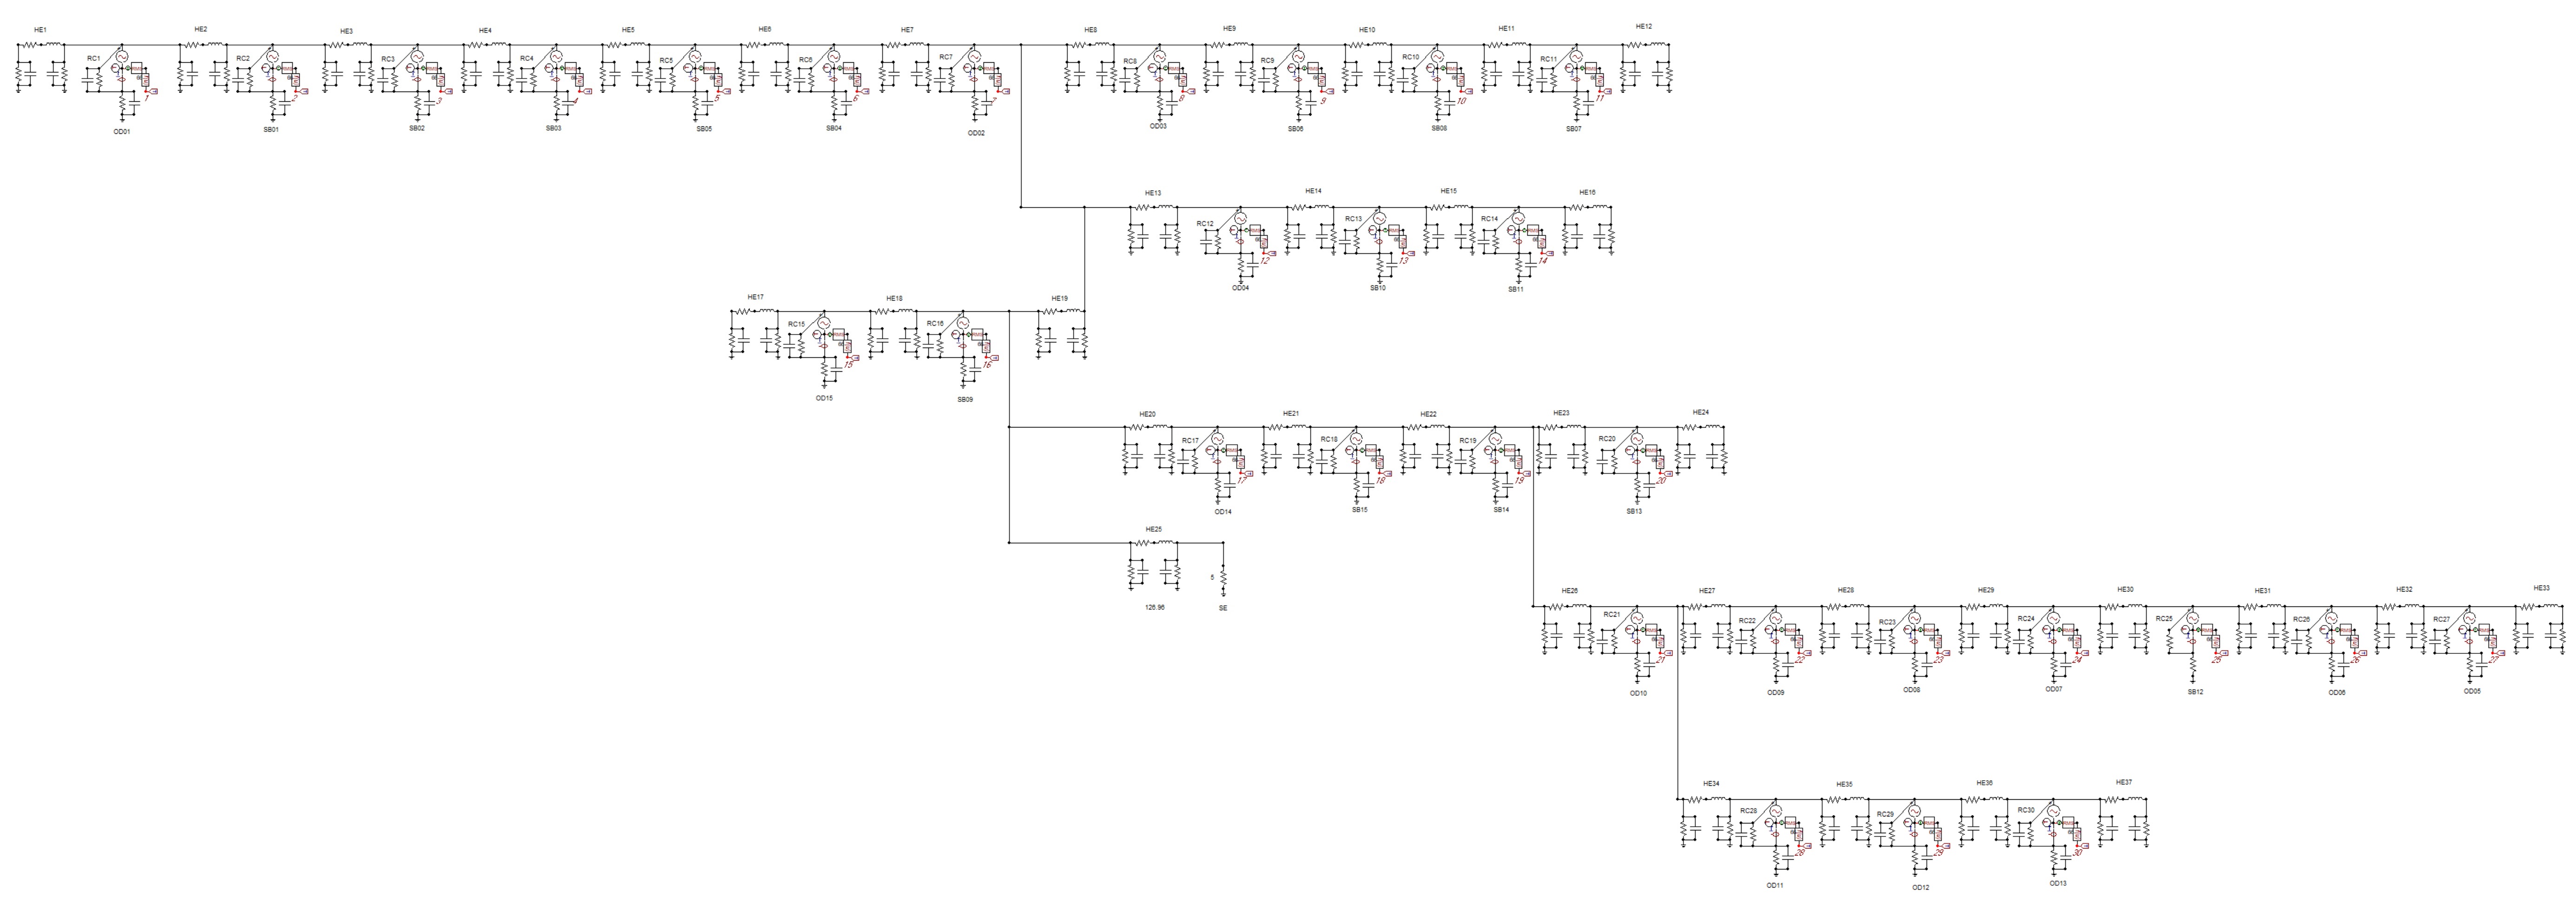 HE1 HE2 HE3 HE4 HE5 HE6 HE7 HE8 HE9 HE10 HE11 HE12
RC1 RC2 RC3 RC4 RC5 RC6 RC7 RC8 RC9 RC10 RC11
1 2 3 4 5 6 7 8 9 10 11
OD01 SB01 SB02 SB03 SB05 SB04 OD02 OD03 SB06 SB08 SB07
HE13 HE14 HE15 HE16
RC12 RC13 RC14
12 13 14
OD04 SB10 SB11
HE17 HE18 HE19
RC15 RC16
15 16
OD15 SB09
HE20 HE21 HE22 HE23 HE24
RC17 RC18 RC19 RC20
17 18 19 20
OD14 SB15 SB14 SB13
HE25
5
126.96 SE
HE26 HE27 HE28 HE29 HE30 HE31 HE32 HE33
RC21 RC22 RC23 RC24 RC25 RC26 RC27
21 22 23 24 25 26 27
OD10 OD09 OD08 OD07 SB12 OD06 OD05
HE34 HE35 HE36 HE37
RC28 RC29 RC30
28 29 30
OD11 OD12 OD13